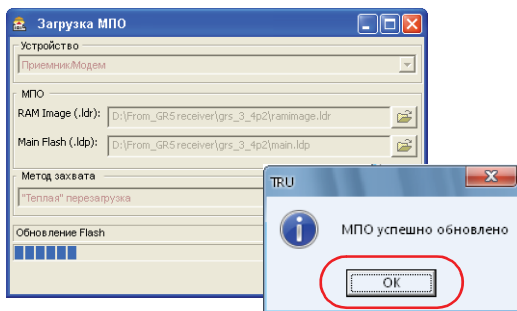 Загрузка МПО
Устройство
Приемник/Модем
МПО
RAM Image (.ldr): D:\From_GR5 receiver\grs_3_4p2\ramimage.ldr
Main Flash (.ldp): D:\From_GR5 receiver\grs_3_4p2\main.ldp
Метод захвата
"Теплая" перезагрузка
Обновление Flash
TRU
МПО успешно обновлено
OK